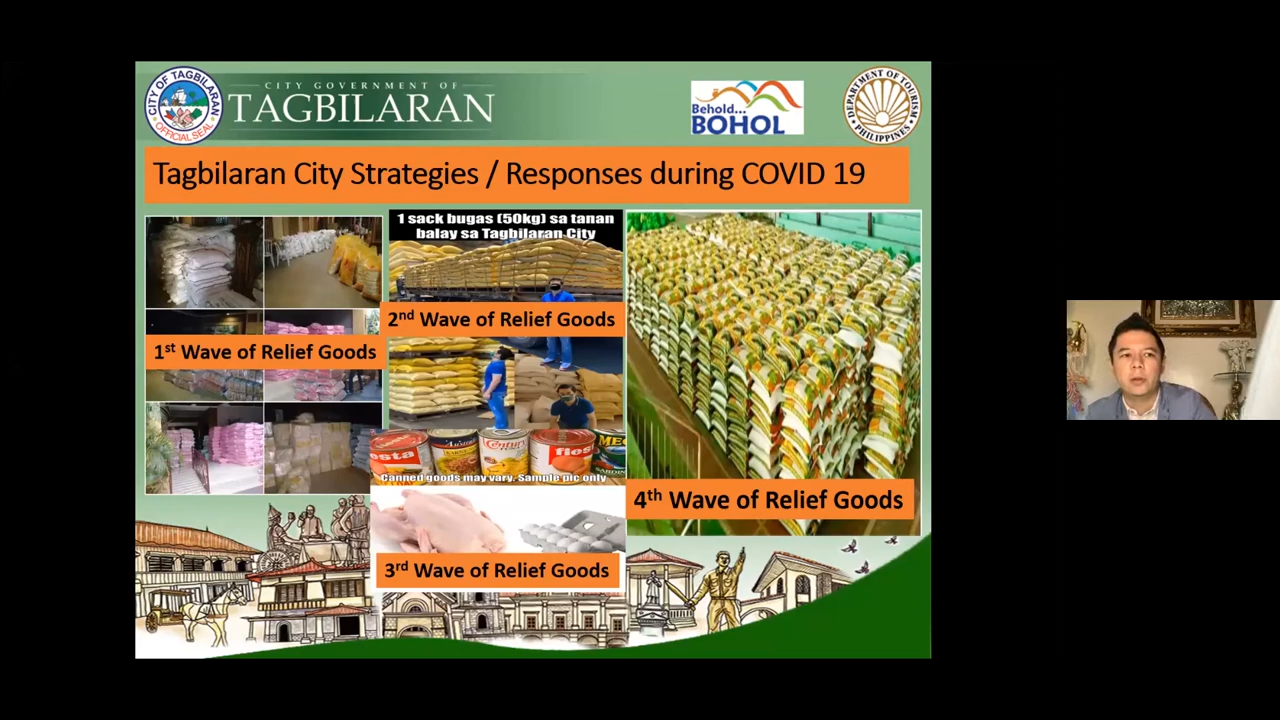 CITY OF TAGBILARAN
OFFICIAL SEAL
CITY GOVERNMENT OF
TAGBILARAN
Behold...
BOHOL
DEPARTMENT OF TOURISM
PHILIPPINES
Tagbilaran City Strategies / Responses during COVID 19
1 sack bugas (50kg) sa tanan
balay sa Tagbilaran City
2nd Wave of Relief Goods
1st Wave of Relief Goods
esta
Century
fiesta
ME
Canned goods may vary. Sample pic only
4th Wave of Relief Goods
3rd Wave of Relief Goods